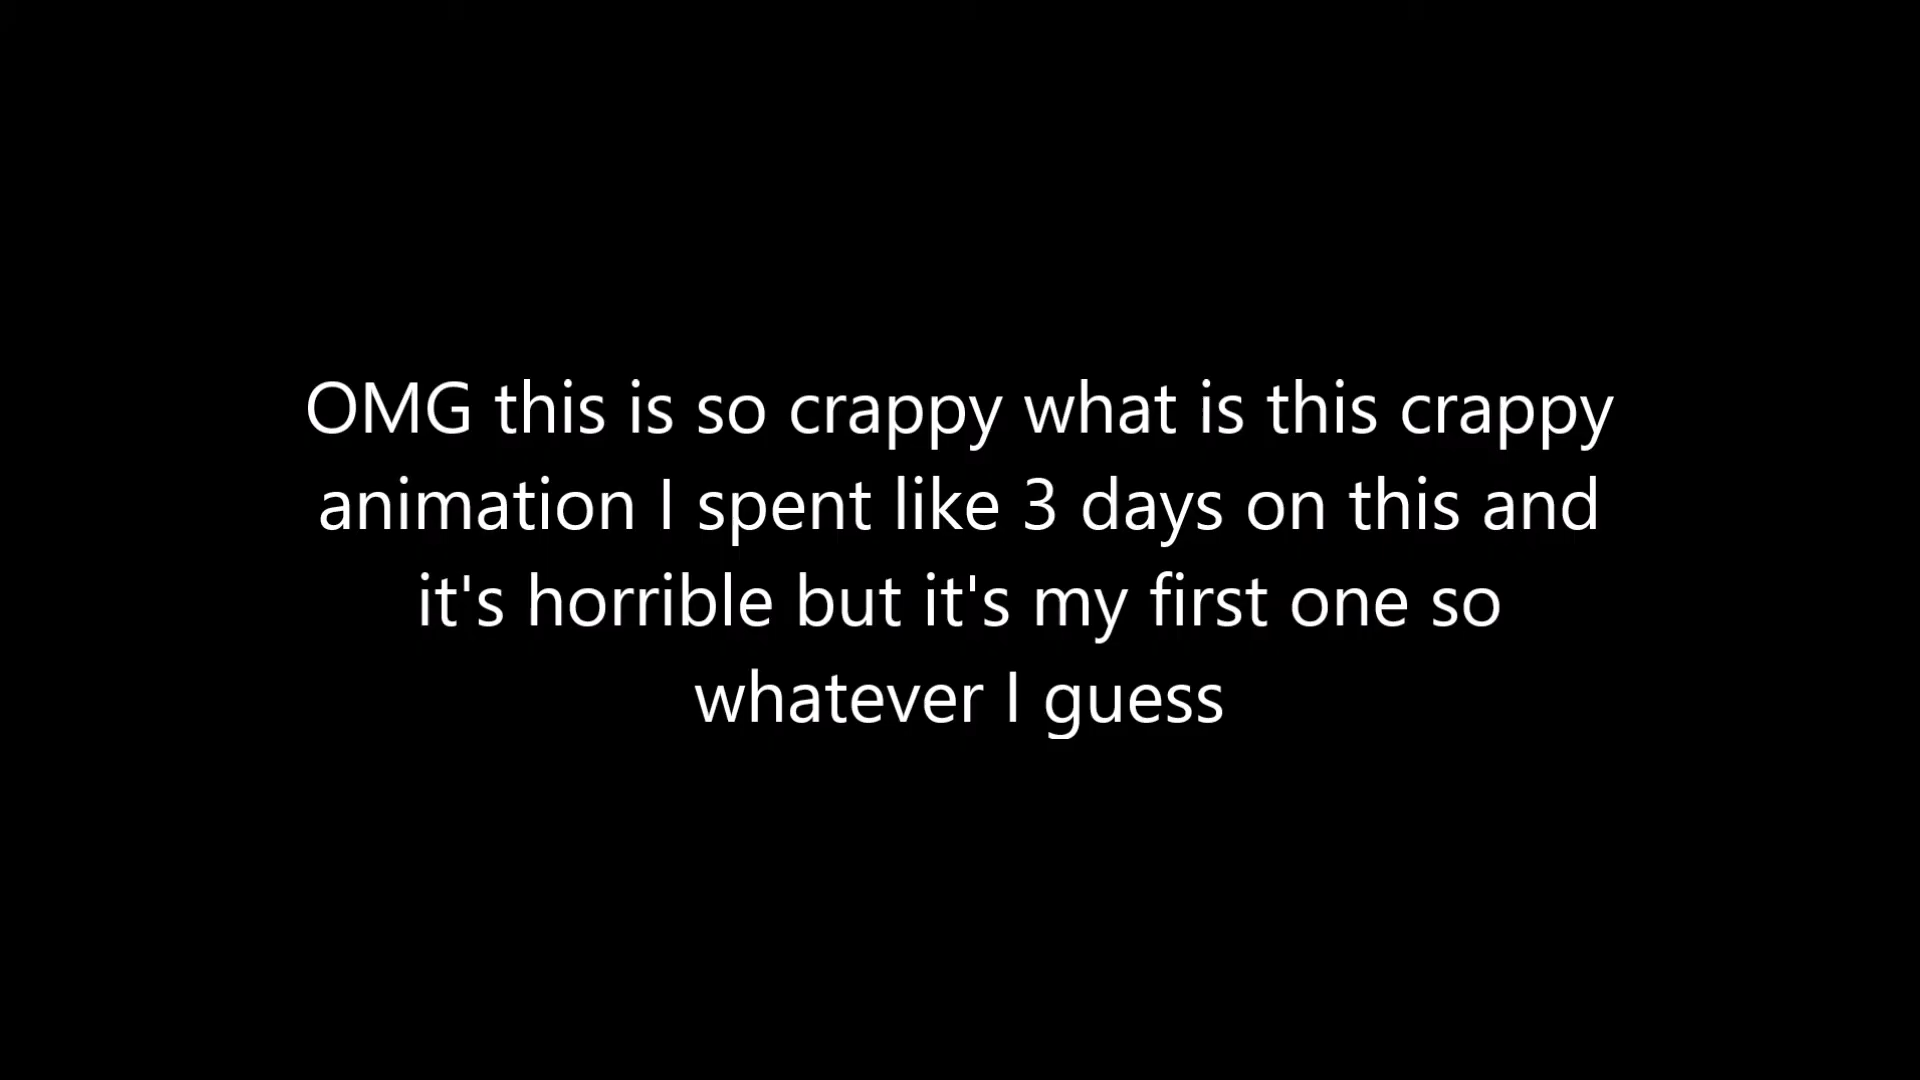 OMG this is so crappy what is this crappy
animation I spent like 3 days on this and
it's horrible but it's my first one so
whatever I guess